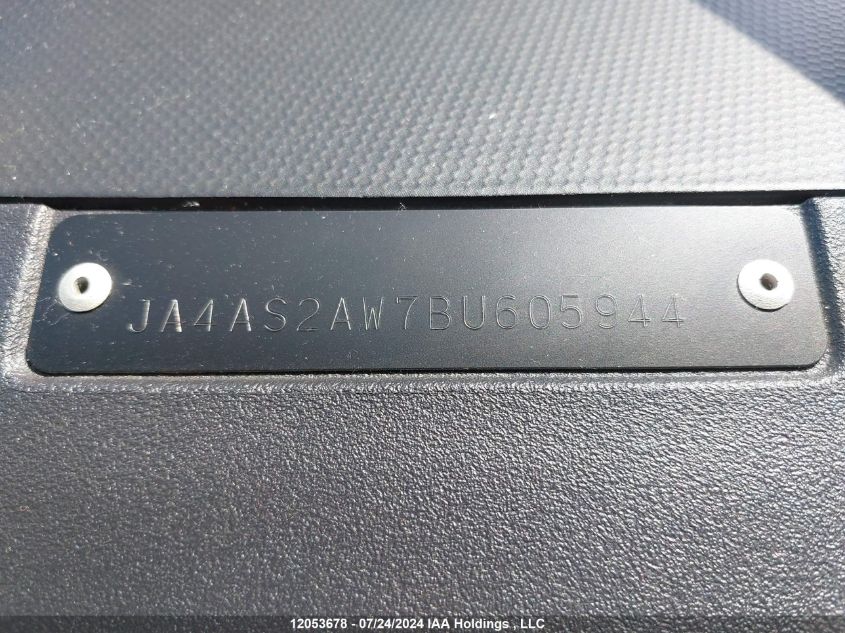 JA4AS2AW7BU605944
12053678 - 07/24/2024 IAA Holdings , LLC